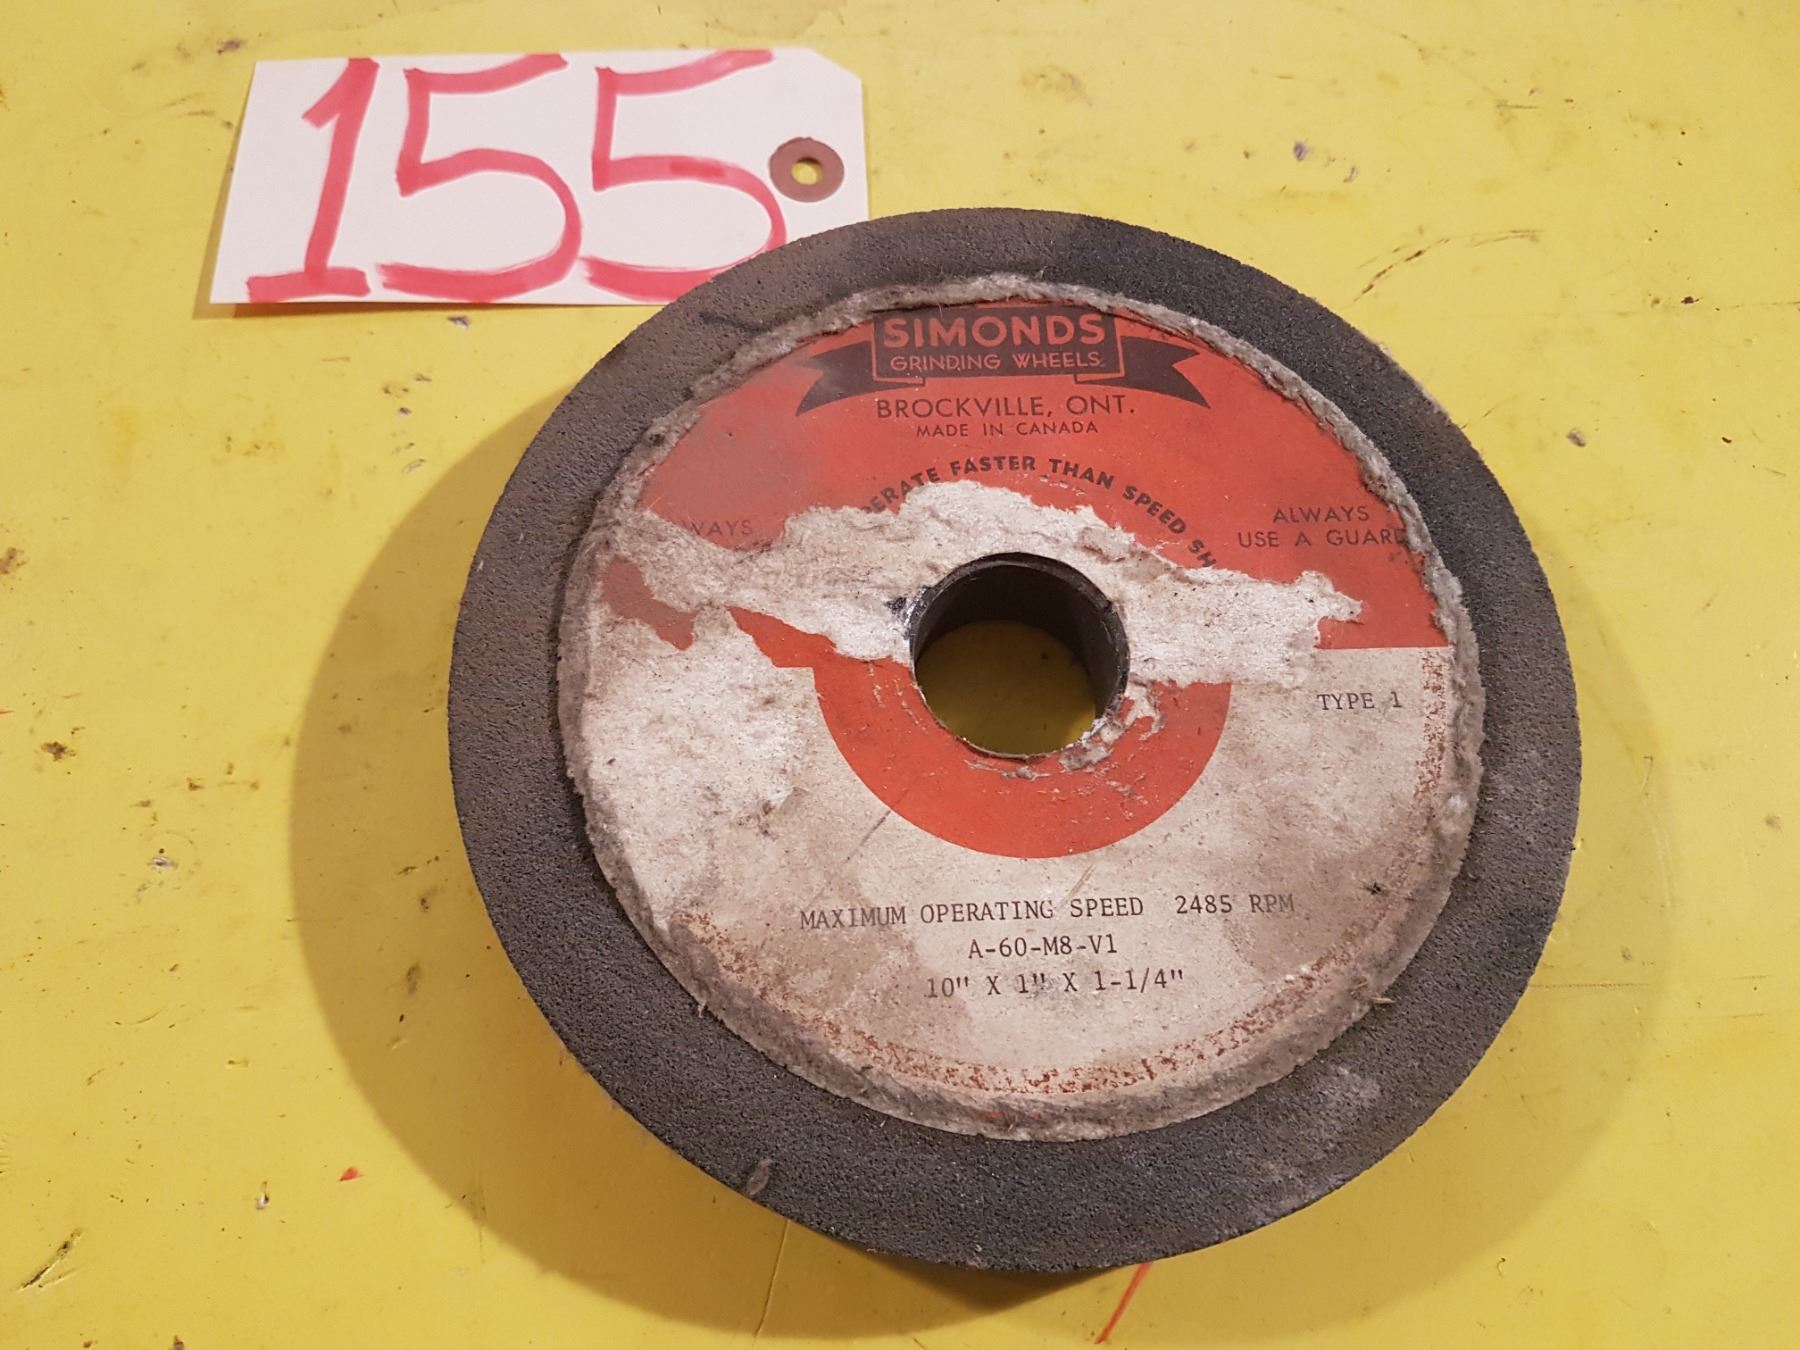 155
SIMONDS
GRINDING WHEELS
BROCKVILLE, ONT.
MADE IN CANADA
FASTER THAN SPEED
ALWAYS
USE A
TYPE 1
MAXIMUM OPERATING SPEED 2485 RPM
A-60-M8-V1
10" X 1" X 1-1/4"